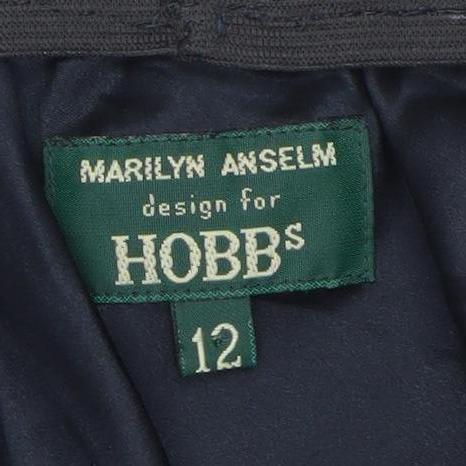 MARILYN ANSELM
design for
HOBBS
12